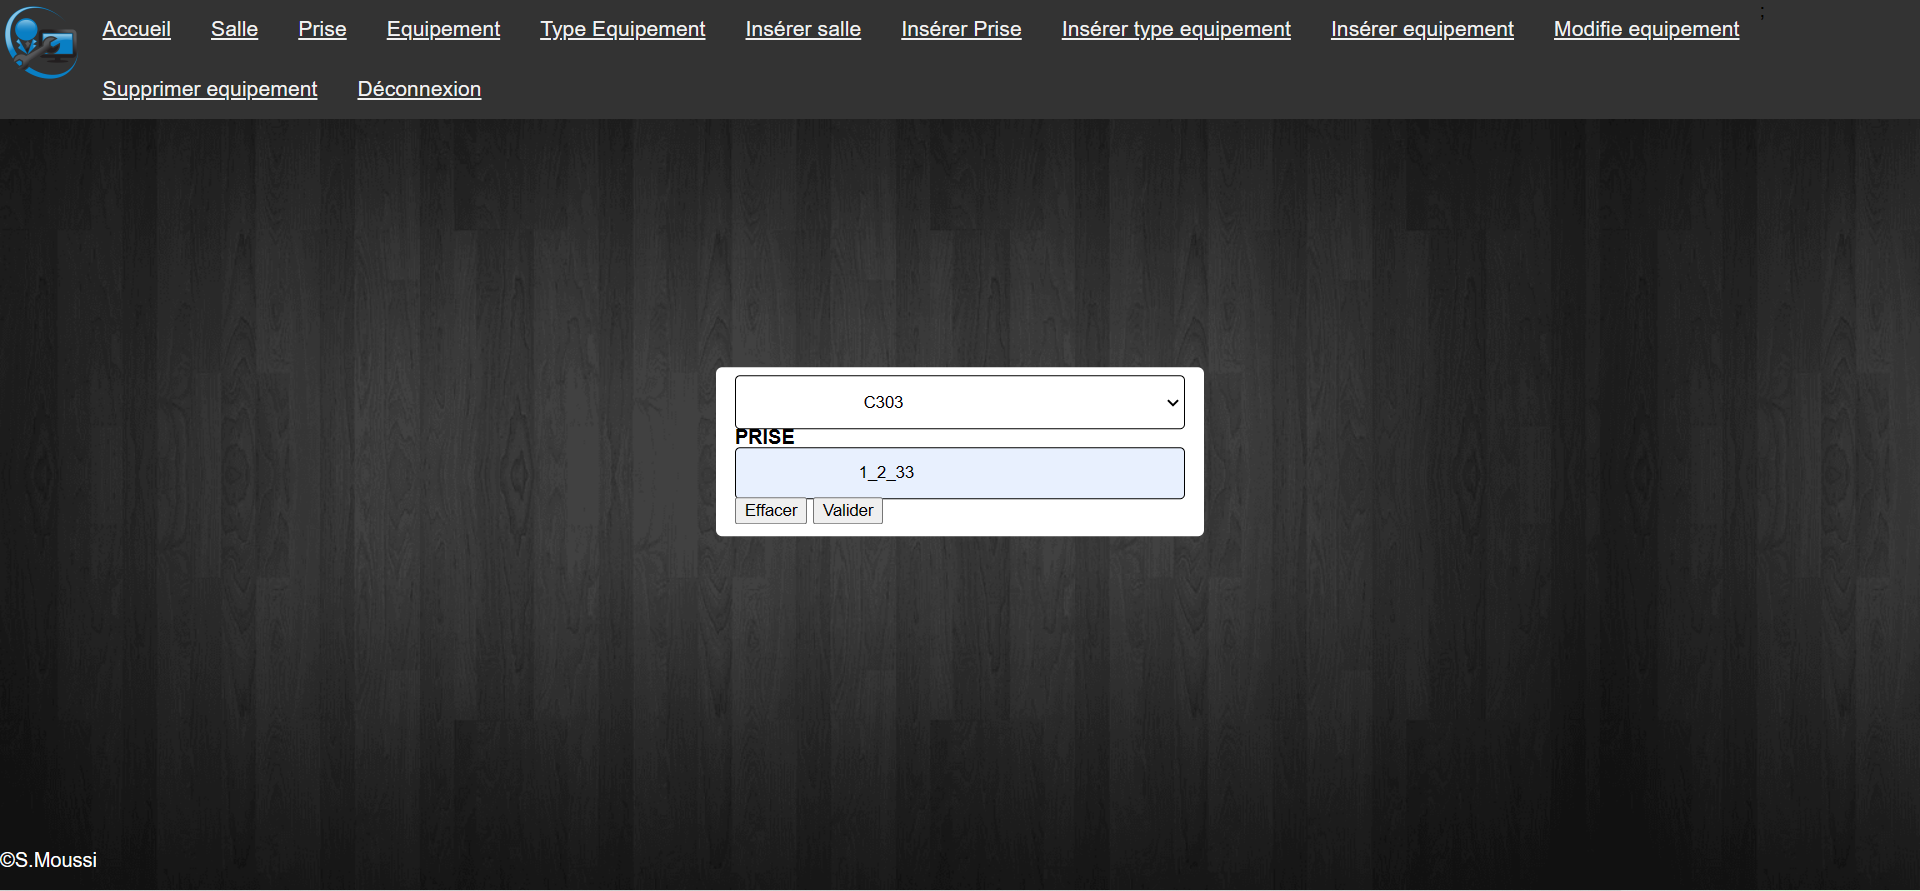 Accueil Salle Prise Equipement Type Equipement Insérer salle Insérer Prise Insérer type equipement Insérer equipement Modifie equipement ;
Supprimer equipement Déconnexion
C303
PRISE
1_2_33
Effacer Valider
©S.Moussi